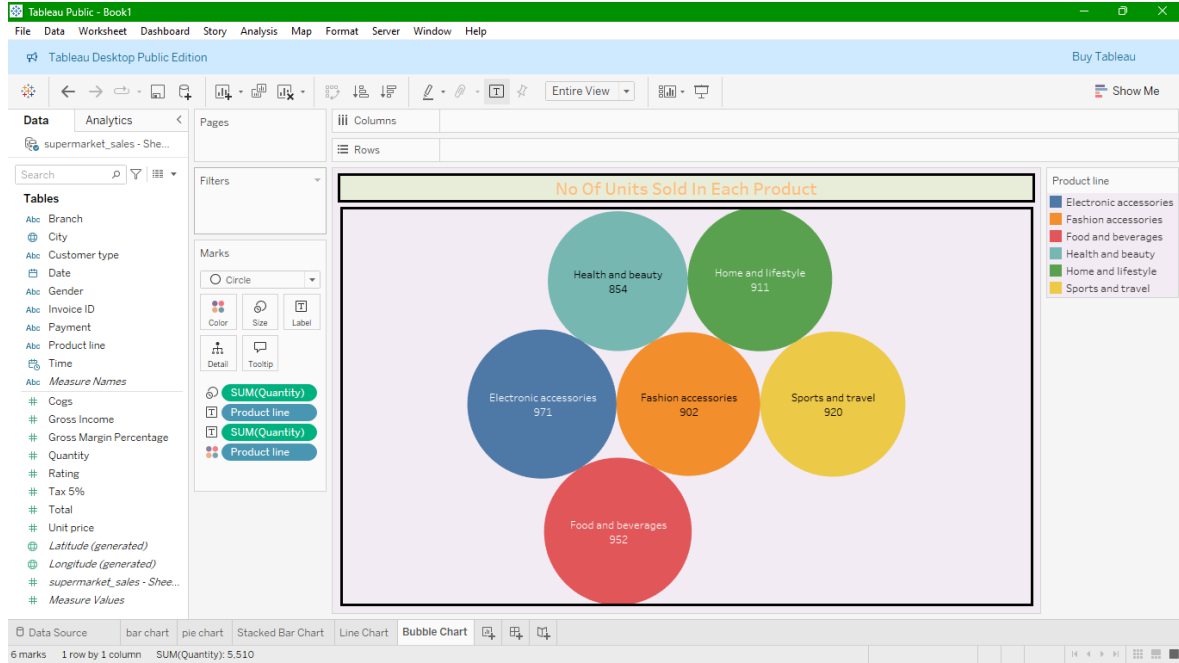 Tableau Public - Book1
File Data Worksheet Dashboard Story Analysis Map Format Server Window Help
Tableau Desktop Public Edition
Buy Tableau
Entire View
Show Me
Data
Analytics
supermarket_sales - She...
Search
Tables
Abc Branch
City
Abc Customer type
Date
Abc Gender
Abc Invoice ID
Abc Payment
Abc Product line
Time
Abc Measure Names
# Cogs
# Gross Income
# Gross Margin Percentage
# Quantity
# Rating
# Tax 5%
# Total
# Unit price
Latitude (generated)
Longitude (generated)
# supermarket_sales - Shee...
# Measure Values
Pages
Filters
Marks
Circle
Color Size Label
Detail Tooltip
SUM(Quantity)
Product line
SUM(Quantity)
Product line
Columns
Rows
No Of Units Sold In Each Product
Health and beauty
854
Home and lifestyle
911
Electronic accessories
971
Fashion accessories
902
Sports and travel
920
Food and beverages
952
Product line
Electronic accessories
Fashion accessories
Food and beverages
Health and beauty
Home and lifestyle
Sports and travel
Data Source bar chart pie chart Stacked Bar Chart Line Chart Bubble Chart
6 marks 1 row by 1 column SUM(Quantity): 5,510